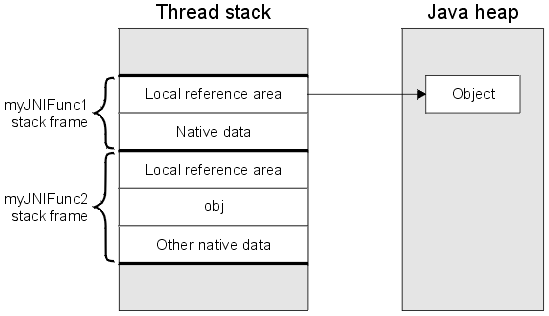 Thread stack
Java heap
myJNIFunc1
stack frame
Local reference area
Object
Native data
myJNIFunc2
stack frame
Local reference area
obj
Other native data